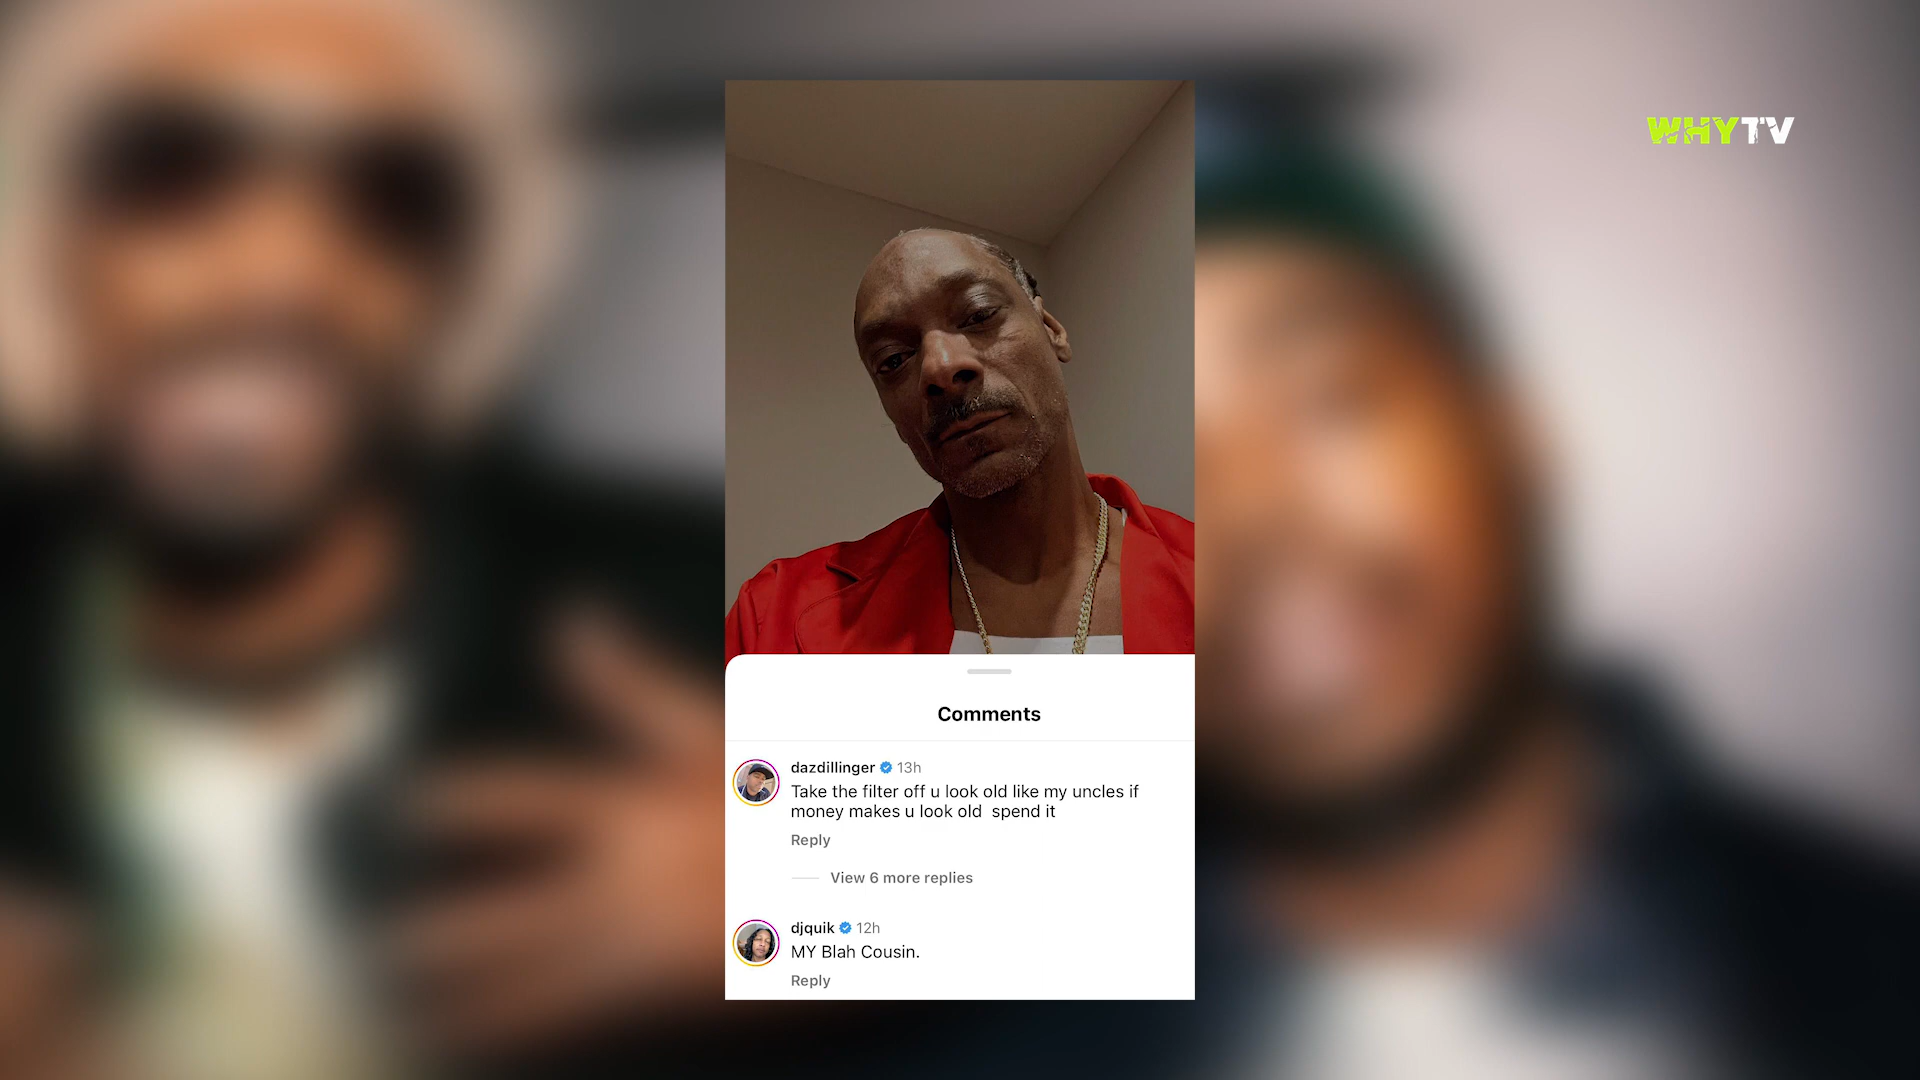 WHYTV
Comments
dazdillinger 13h
Take the filter off u look old like my uncles if
money makes u look old  spend it
Reply
View 6 more replies
djquik 12h
MY Blah Cousin.
Reply